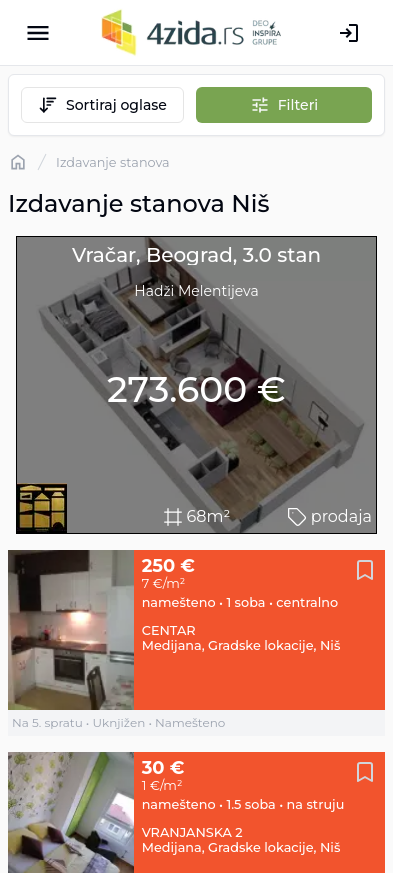 4zida.rs
DEO
INSPIRA
GRUPE
Sortiraj oglase
Filteri
Izdavanje stanova
Izdavanje stanova Niš
Vračar, Beograd, 3.0 stan
Hadži Melentijeva
273.600 €
68m²
prodaja
250 €
7 €/m²
namešteno • 1 soba • centralno
CENTAR
Medijana, Gradske lokacije, Niš
Na 5. spratu • Uknjižen • Namešteno
30 €
1 €/m²
namešteno • 1.5 soba • na struju
VRANJANSKA 2
Medijana, Gradske lokacije, Niš